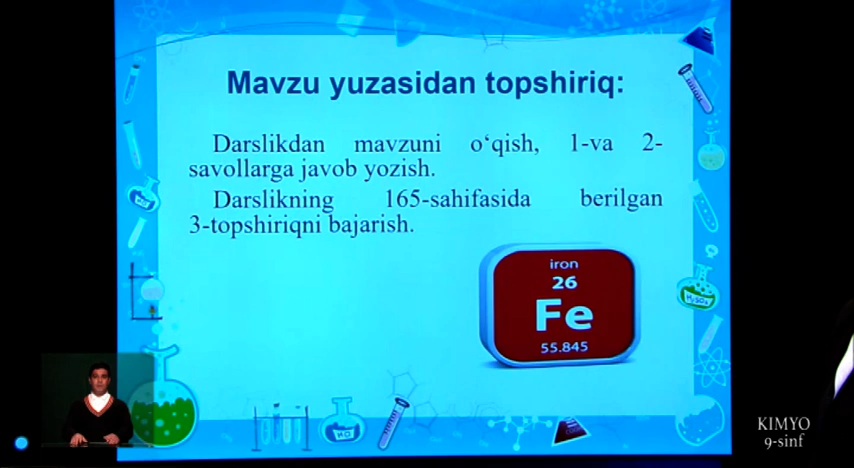 Mavzu yuzasidan topshiriq:
Darslikdan mavzuni o‘qish, 1-va 2-
savollarga javob yozish.
Darslikning 165-sahifasida berilgan
3-topshiriqni bajarish.
iron
26
Fe
55.845
H₂SO₄
KIMYO
9-sinf